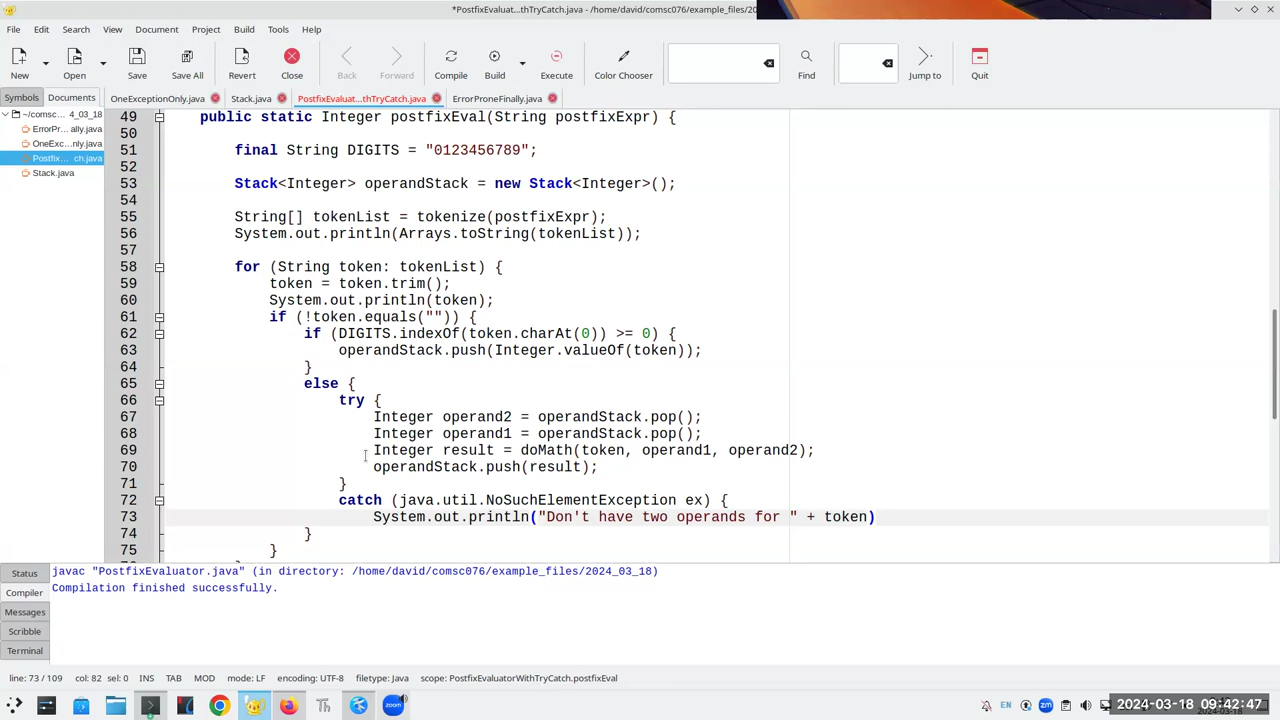 *PostfixEvaluat...thTryCatch.java - /home/david/comsc076/example_files/20
File Edit Search View Document Project Build Tools Help
New Open Save Save All Revert Close Back Forward Compile Build Execute Color Chooser Find Jump to Quit
Symbols Documents OneExceptionOnly.java Stack.java PostfixEvaluat...thTryCatch.java ErrorProneFinally.java
~/comsc... 4_03_18
ErrorPr... ally.java
OneExc...nly.java
Postfix... ch.java
Stack.java
49 public static Integer postfixEval(String postfixExpr) {
50
51 final String DIGITS = "0123456789";
52
53 Stack<Integer> operandStack = new Stack<Integer>();
54
55 String[] tokenList = tokenize(postfixExpr);
56 System.out.println(Arrays.toString(tokenList));
57
58 for (String token: tokenList) {
59 token = token.trim();
60 System.out.println(token);
61 if (!token.equals("")) {
62 if (DIGITS.indexOf(token.charAt(0)) >= 0) {
63 operandStack.push(Integer.valueOf(token));
64 }
65 else {
66 try {
67 Integer operand2 = operandStack.pop();
68 Integer operand1 = operandStack.pop();
69 Integer result = doMath(token, operand1, operand2);
70 operandStack.push(result);
71 }
72 catch (java.util.NoSuchElementException ex) {
73 System.out.println("Don't have two operands for " + token)
74 }
75 }
Status
Compiler
Messages
Scribble
Terminal
javac "PostfixEvaluator.java" (in directory: /home/david/comsc076/example_files/2024_03_18)
Compilation finished successfully.
line: 73 / 109 col: 82 sel: 0 INS TAB MOD mode: LF encoding: UTF-8 filetype: Java scope: PostfixEvaluatorWithTryCatch.postfixEval
Th zoom EN zm 2024-03-18 09:42:47